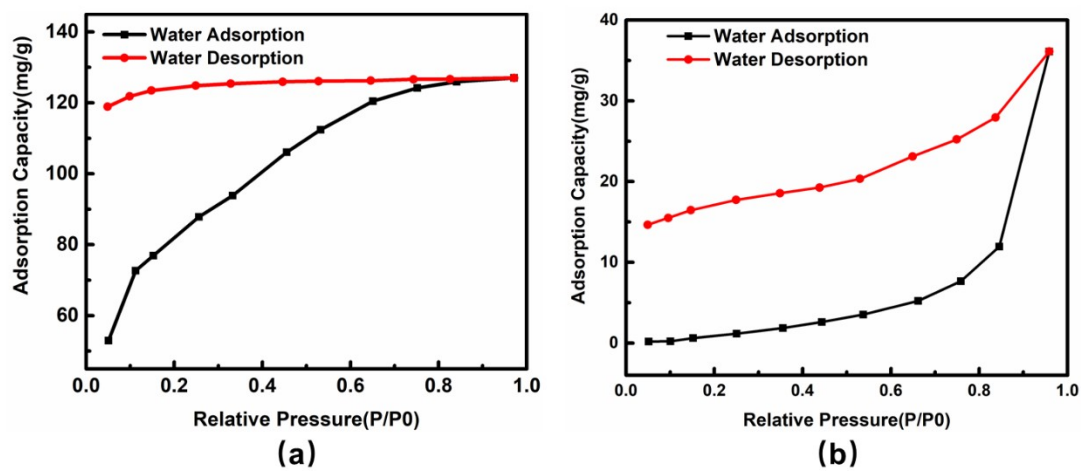 Water Adsorption
Water Desorption
Adsorption Capacity(mg/g)
140
120
100
80
60
0.0 0.2 0.4 0.6 0.8 1.0
Relative Pressure(P/P0)
(a)
Water Adsorption
Water Desorption
Adsorption Capacity(mg/g)
40
30
20
10
0
0.0 0.2 0.4 0.6 0.8 1.0
Relative Pressure(P/P0)
(b)